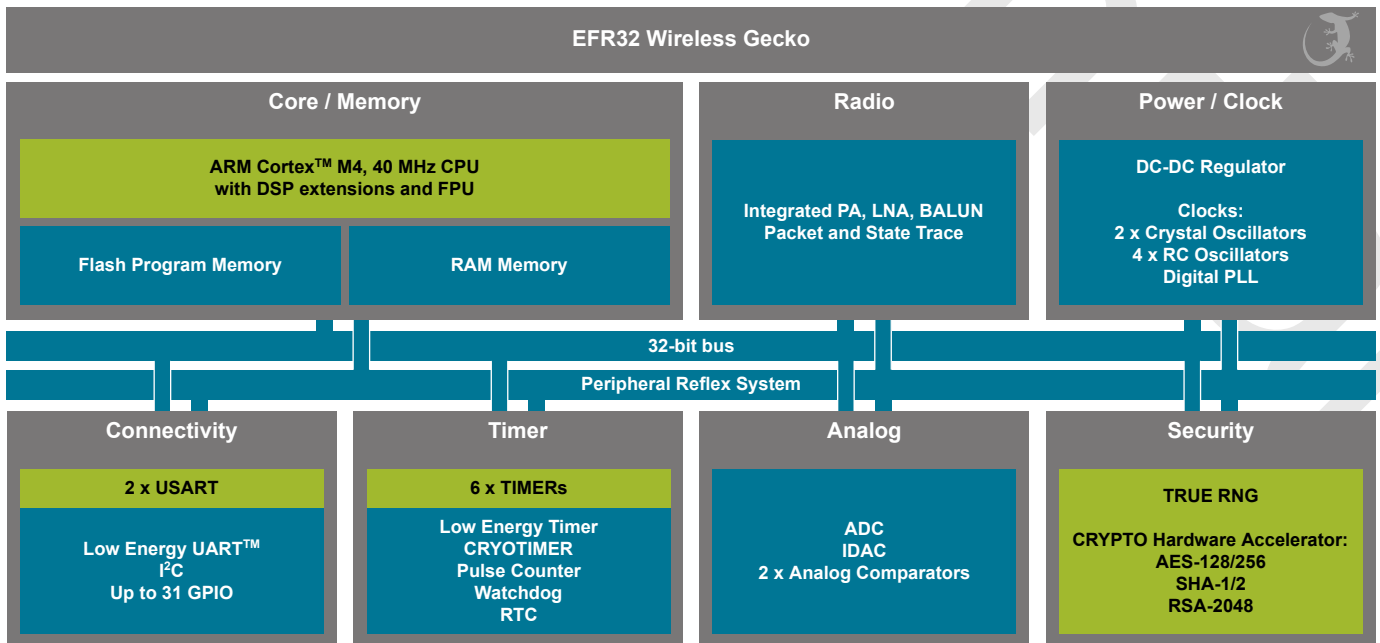 EFR32 Wireless Gecko
Core / Memory
ARM Cortex™ M4, 40 MHz CPU
with DSP extensions and FPU
Flash Program Memory
RAM Memory
Radio
Integrated PA, LNA, BALUN
Packet and State Trace
Power / Clock
DC-DC Regulator
Clocks:
2 x Crystal Oscillators
4 x RC Oscillators
Digital PLL
32-bit bus
Peripheral Reflex System
Connectivity
2 x USART
Low Energy UART™
I²C
Up to 31 GPIO
Timer
6 x TIMERs
Low Energy Timer
CRYOTIMER
Pulse Counter
Watchdog
RTC
Analog
ADC
IDAC
2 x Analog Comparators
Security
TRUE RNG
CRYPTO Hardware Accelerator:
AES-128/256
SHA-1/2
RSA-2048